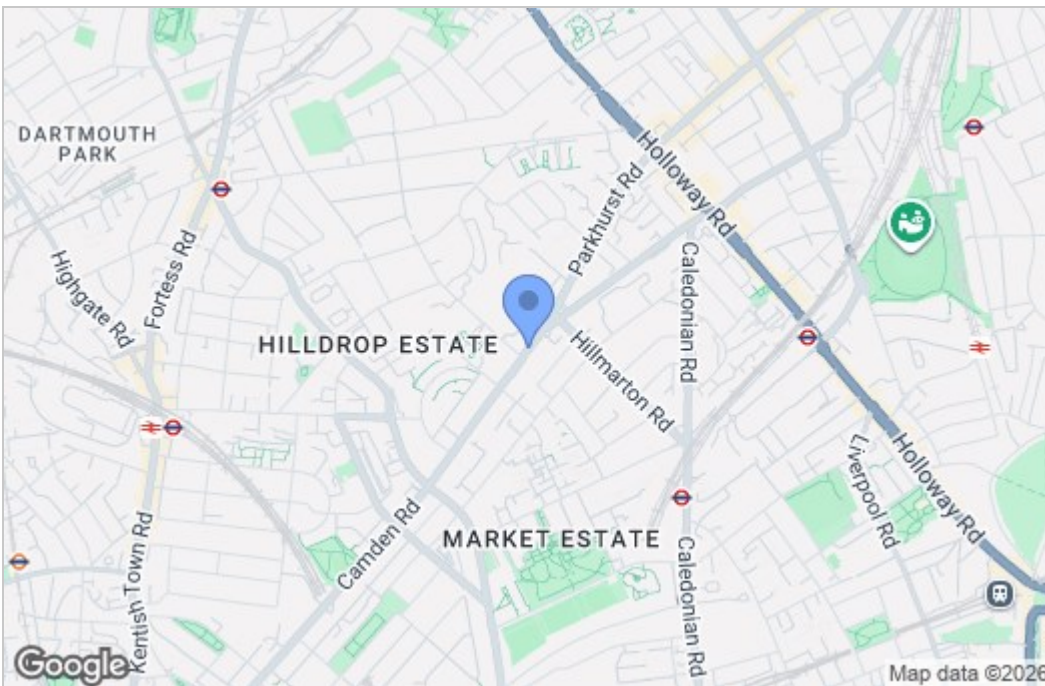 DARTMOUTH
PARK
Holloway Rd
Parkhurst Rd
Highgate Rd
Fortess Rd
Caledonian Rd
HILLDROP ESTATE
Hillmarton Rd
Holloway Rd
Liverpool Rd
Camden Rd
MARKET ESTATE
Kentish Town Rd
Caledonian Rd
Google
Map data ©2026